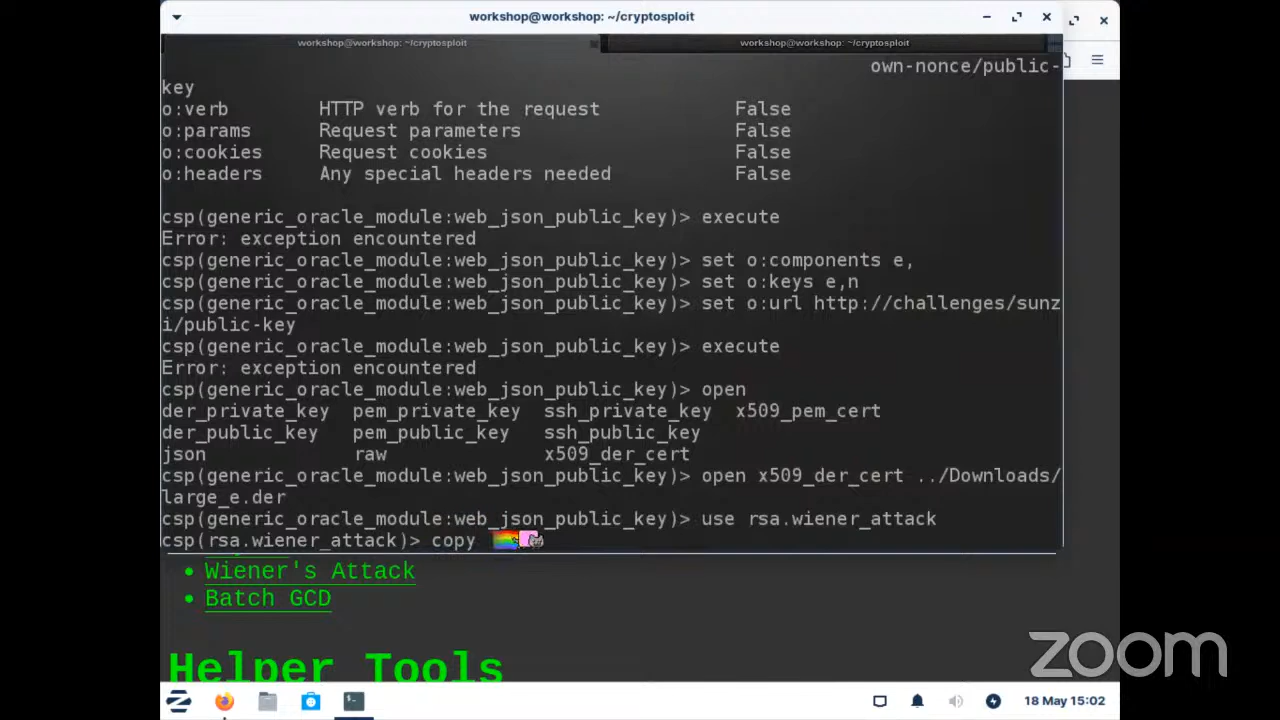 workshop@workshop: ~/cryptosploit
workshop@workshop: ~/cryptosploit
workshop@workshop: ~/cryptosploit
own-nonce/public-
key
o:verb HTTP verb for the request False
o:params Request parameters False
o:cookies Request cookies False
o:headers Any special headers needed False
csp(generic_oracle_module:web_json_public_key)> execute
Error: exception encountered
csp(generic_oracle_module:web_json_public_key)> set o:components e,
csp(generic_oracle_module:web_json_public_key)> set o:keys e,n
csp(generic_oracle_module:web_json_public_key)> set o:url http://challenges/sunz
i/public-key
csp(generic_oracle_module:web_json_public_key)> execute
Error: exception encountered
csp(generic_oracle_module:web_json_public_key)> open
der_private_key pem_private_key ssh_private_key x509_pem_cert
der_public_key pem_public_key ssh_public_key
json raw x509_der_cert
csp(generic_oracle_module:web_json_public_key)> open x509_der_cert ../Downloads/
large_e.der
csp(generic_oracle_module:web_json_public_key)> use rsa.wiener_attack
csp(rsa.wiener_attack)> copy
Wiener's Attack
Batch GCD
Helper Tools
zoom
18 May 15:02